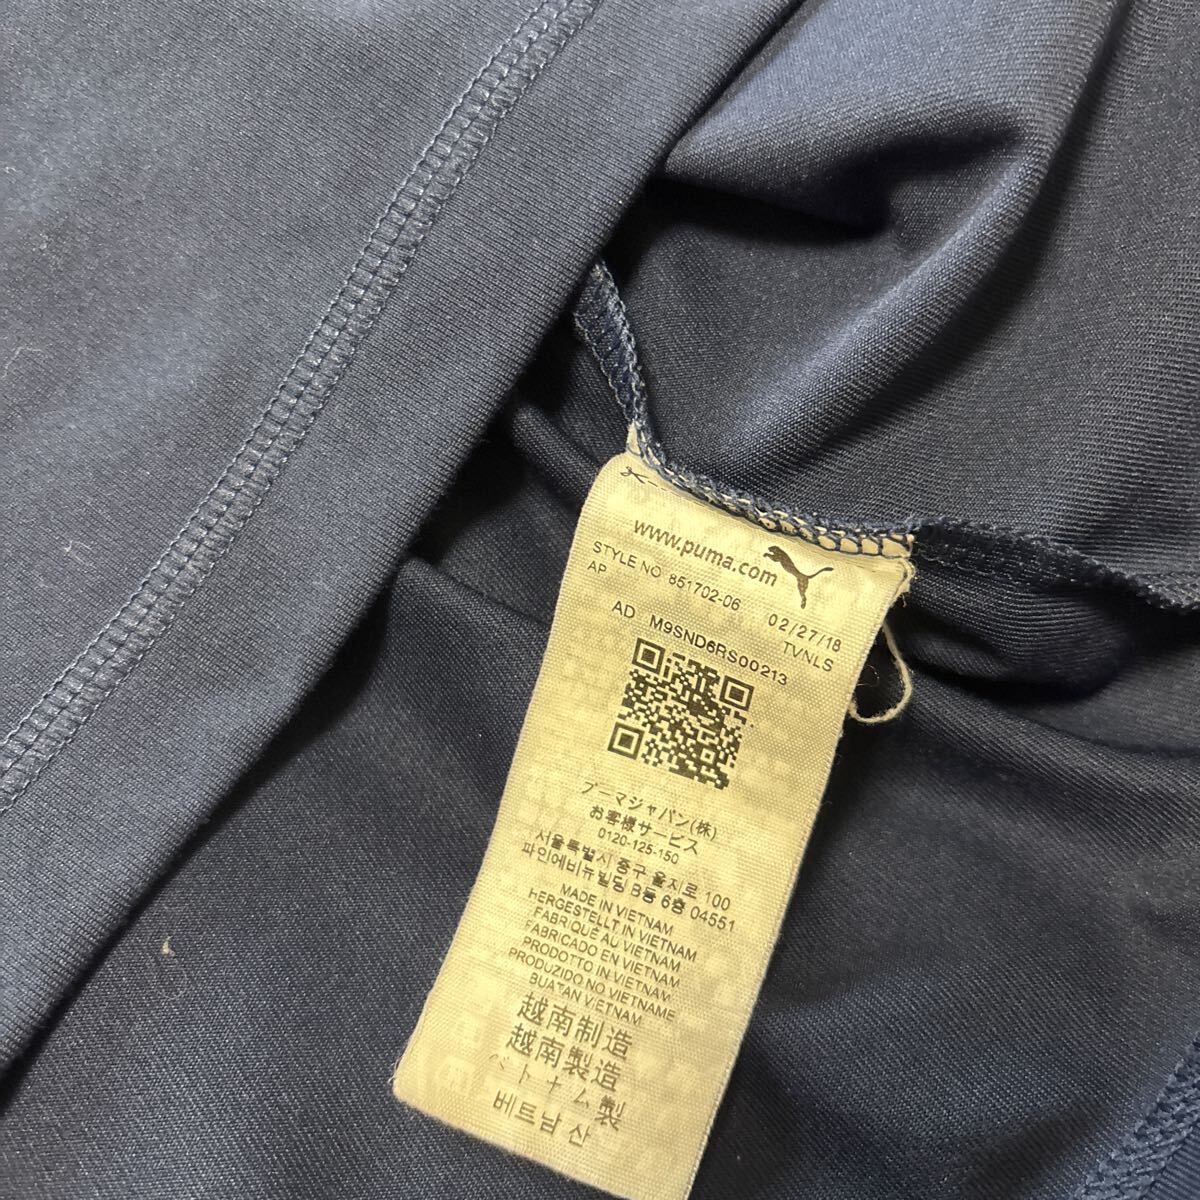 www.puma.com
STYLE NO 851702-06 02/27/18
AP TVNLS
AD M9SND6RS00213
プーマジャパン(株)
お客様サービス
0120-125-150
서울특별시 중구 을지로 100
파인에비뉴빌딩 B동 6층 04551
MADE IN VIETNAM
HERGESTELLT IN VIETNAM
FABRIQUÉ AU VIETNAM
FABRICADO EN VIETNAM
PRODOTTO IN VIETNAM
PRODUZIDO NO VIETNAME
BUATAN VIETNAM
越南制造
越南製造
ベトナム製
베트남 산